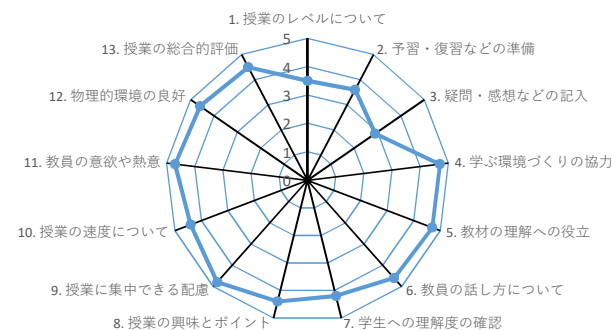 1. 授業のレベルについて
2. 予習・復習などの準備
3. 疑問・感想などの記入
4. 学ぶ環境づくりの協力
5. 教材の理解への役立
6. 教員の話し方について
7. 学生への理解度の確認
8. 授業の興味とポイント
9. 授業に集中できる配慮
10. 授業の速度について
11. 教員の意欲や熱意
12. 物理的環境の良好
13. 授業の総合的評価
5
4
3
2
1
0